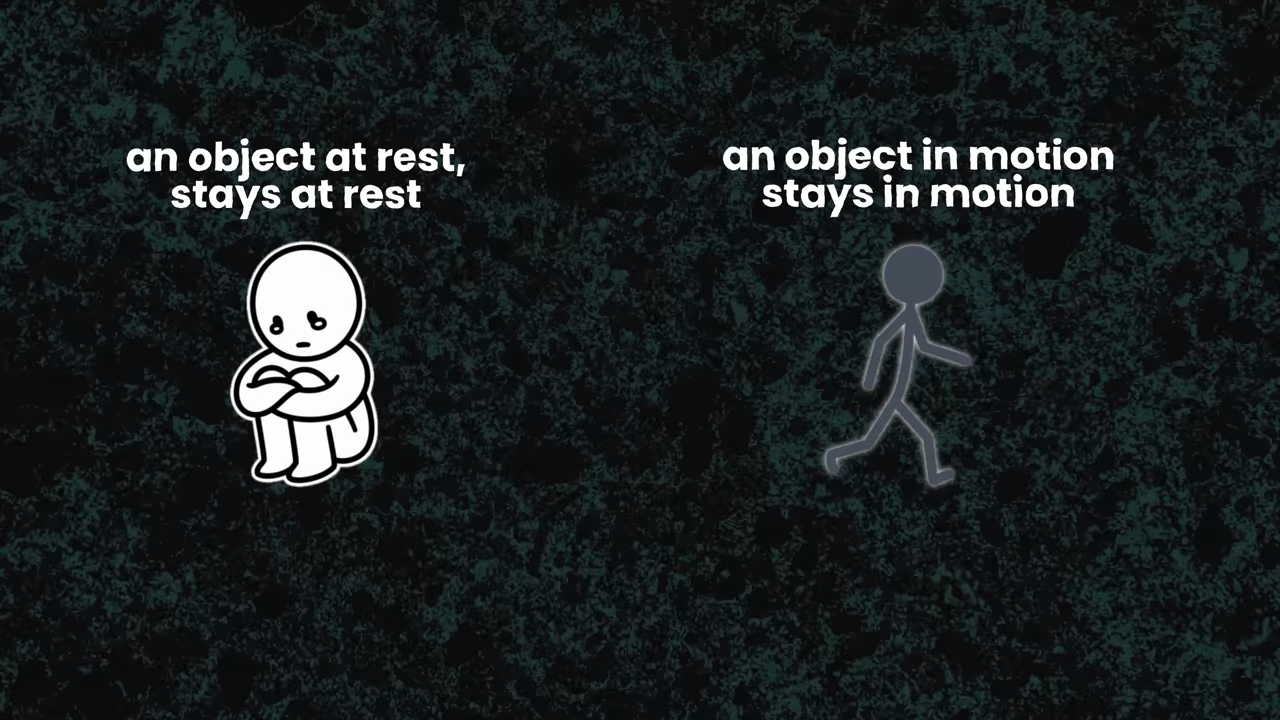 an object at rest,
stays at rest
an object in motion
stays in motion